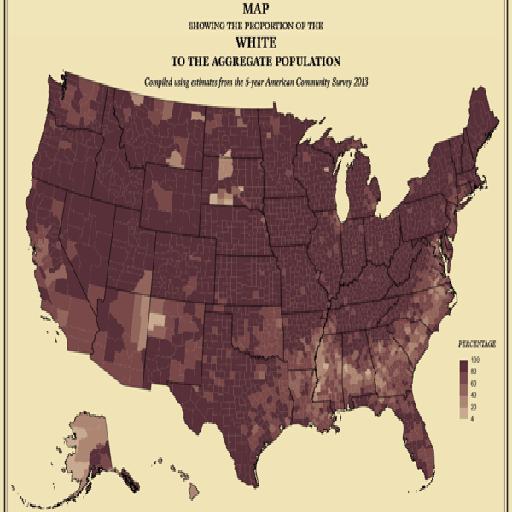 MAP
SHOWING THE PROPORTION OF THE
WHITE
TO THE AGGREGATE POPULATION
Compiled using estimates from the 5-year American Community Survey 2013
PERCENTAGE
100
80
60
40
20